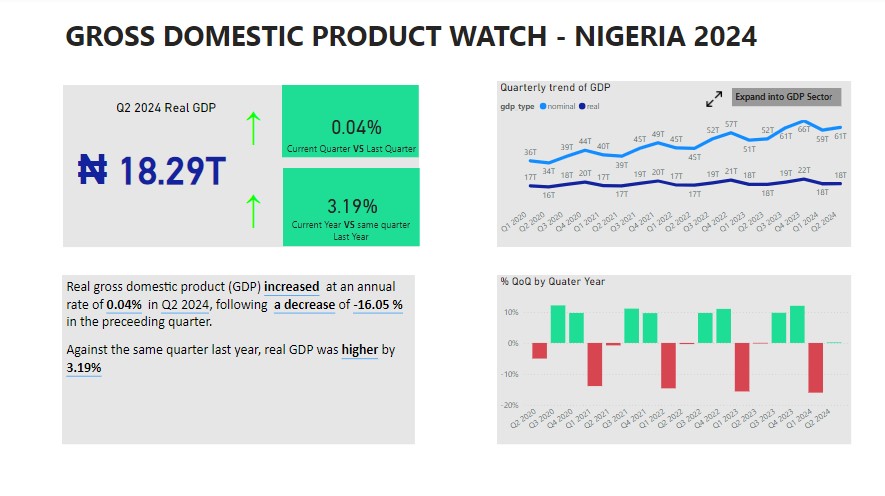 GROSS DOMESTIC PRODUCT WATCH - NIGERIA 2024
Q2 2024 Real GDP
₦ 18.29T
0.04%
Current Quarter VS Last Quarter
3.19%
Current Year VS same quarter
Last Year
Quarterly trend of GDP
gdp type nominal real
Expand into GDP Sector
36T
34T
39T
44T
40T
39T
45T
49T
45T
45T
52T
57T
51T
52T
61T
66T
59T
61T
17T
16T
18T
20T
17T
17T
19T
20T
17T
17T
19T
21T
18T
18T
19T
22T
18T
18T
Q1 2020
Q2 2020
Q3 2020
Q4 2020
Q1 2021
Q2 2021
Q3 2021
Q4 2021
Q1 2022
Q2 2022
Q3 2022
Q4 2022
Q1 2023
Q2 2023
Q3 2023
Q4 2023
Q1 2024
Q2 2024
Real gross domestic product (GDP) increased at an annual
rate of 0.04% in Q2 2024, following a decrease of -16.05 %
in the preceeding quarter.
Against the same quarter last year, real GDP was higher by
3.19%
% QoQ by Quater Year
10%
0%
-10%
-20%
Q2 2020
Q3 2020
Q4 2020
Q1 2021
Q2 2021
Q3 2021
Q4 2021
Q1 2022
Q2 2022
Q3 2022
Q4 2022
Q1 2023
Q2 2023
Q3 2023
Q4 2023
Q1 2024
Q2 2024